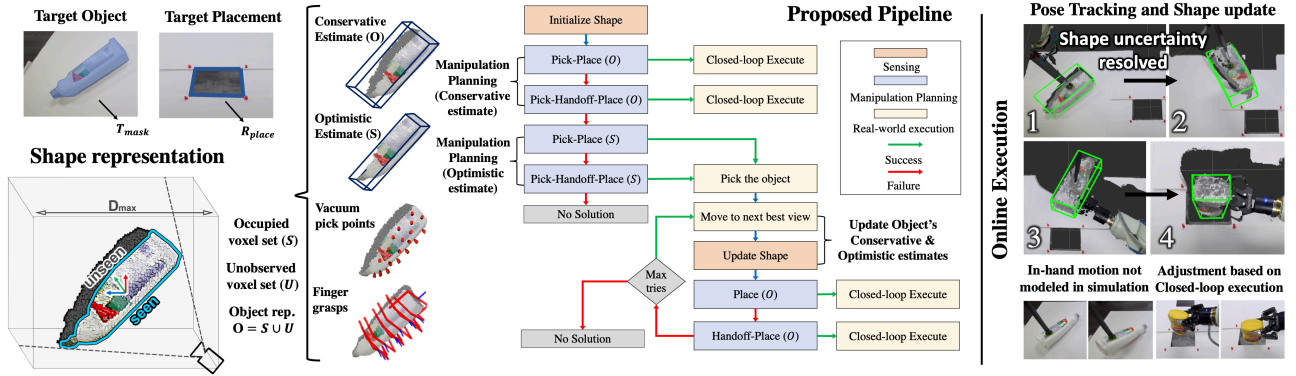 Target Object
Target Placement
T_mask
R_place
Shape representation
D_max
unseen
seen
Occupied
voxel set (S)
Unobserved
voxel set (U)
Object rep.
O = S ∪ U
Conservative
Estimate (O)
Optimistic
Estimate (S)
Vacuum
pick points
Finger
grasps
Proposed Pipeline
Initialize Shape
Manipulation
Planning
(Conservative
estimate)
Pick-Place (O)
Closed-loop Execute
Pick-Handoff-Place (O)
Closed-loop Execute
Manipulation
Planning
(Optimistic
estimate)
Pick-Place (S)
Pick-Handoff-Place (S)
Pick the object
No Solution
Move to next best view
Update Shape
Update Object's
Conservative &
Optimistic estimates
Max
tries
Place (O)
Closed-loop Execute
No Solution
Handoff-Place (O)
Closed-loop Execute
Sensing
Manipulation Planning
Real-world execution
Success
Failure
Online Execution
Pose Tracking and Shape update
Shape uncertainty
resolved
1
2
3
4
In-hand motion not
modeled in simulation
Adjustment based on
Closed-loop execution